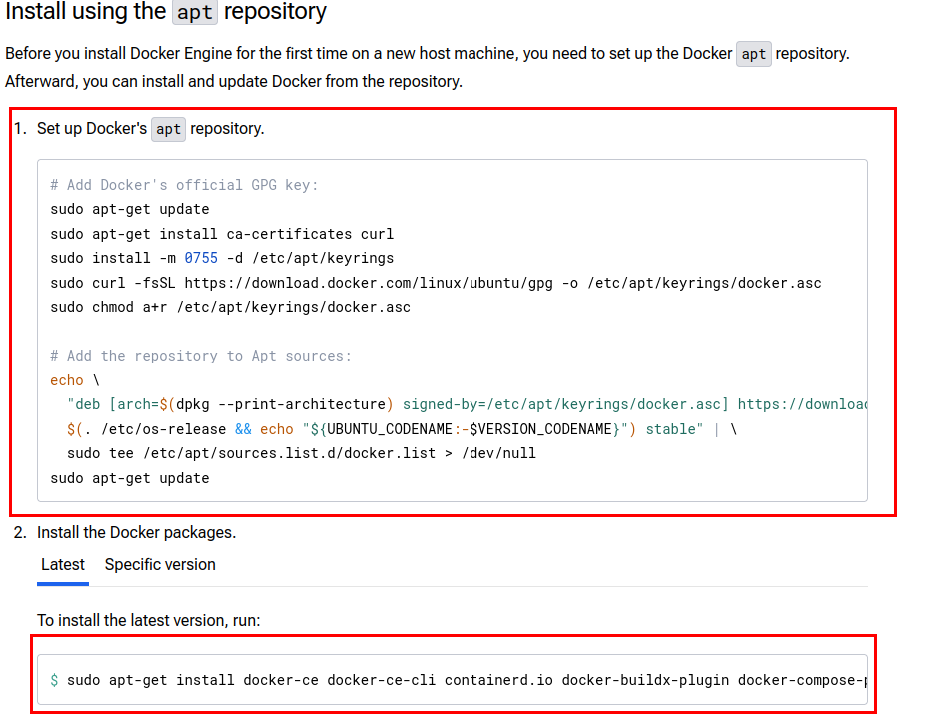 Install using the apt repository
Before you install Docker Engine for the first time on a new host machine, you need to set up the Docker apt repository.
Afterward, you can install and update Docker from the repository.
1. Set up Docker's apt repository.
# Add Docker's official GPG key:
sudo apt-get update
sudo apt-get install ca-certificates curl
sudo install -m 0755 -d /etc/apt/keyrings
sudo curl -fsSL https://download.docker.com/linux/ubuntu/gpg -o /etc/apt/keyrings/docker.asc
sudo chmod a+r /etc/apt/keyrings/docker.asc
# Add the repository to Apt sources:
echo \
"deb [arch=$(dpkg --print-architecture) signed-by=/etc/apt/keyrings/docker.asc] https://download
$(. /etc/os-release && echo "${UBUNTU_CODENAME:-$VERSION_CODENAME}") stable" | \
sudo tee /etc/apt/sources.list.d/docker.list > /dev/null
sudo apt-get update
2. Install the Docker packages.
Latest Specific version
To install the latest version, run:
$ sudo apt-get install docker-ce docker-ce-cli containerd.io docker-buildx-plugin docker-compose-p